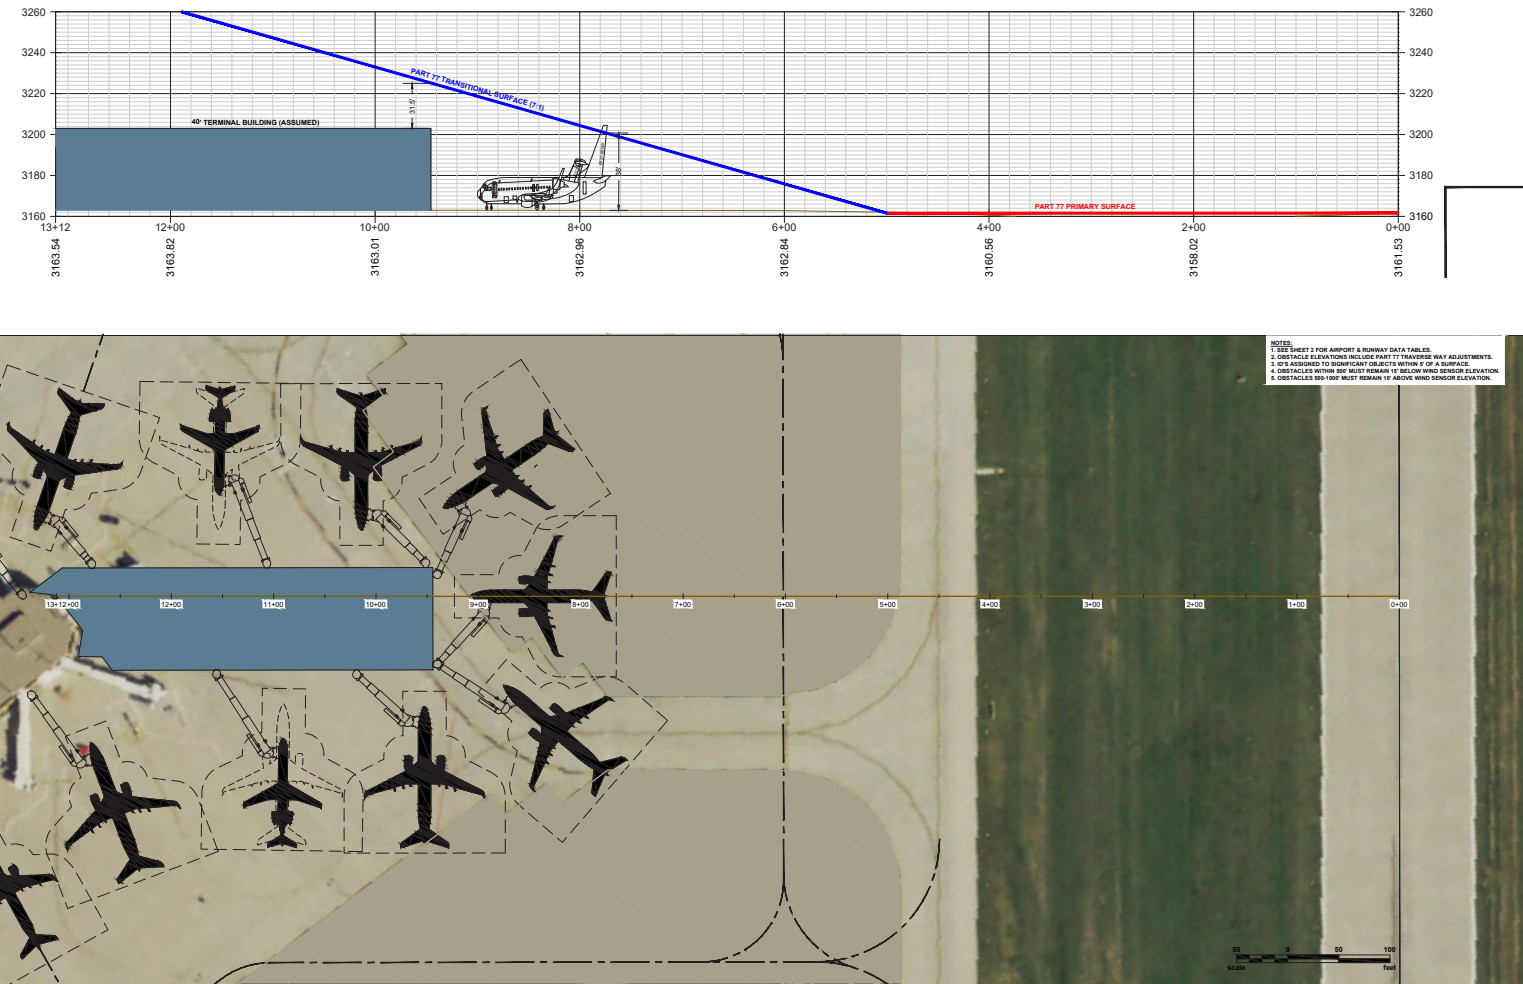 3260 3260
3240 3240
3220 3220
3200 3200
3180 3180
3160 3160
PART 77 TRANSITIONAL SURFACE (7:1)
31.5'
40' TERMINAL BUILDING (ASSUMED)
38'
PART 77 PRIMARY SURFACE
13+12 12+00 10+00 8+00 6+00 4+00 2+00 0+00
3163.54 3163.82 3163.01 3162.96 3162.84 3160.56 3158.02 3161.53
NOTES:
1. SEE SHEET 2 FOR AIRPORT & RUNWAY DATA TABLES.
2. OBSTACLE ELEVATIONS INCLUDE PART 77 TRAVERSE WAY ADJUSTMENTS.
3. ID'S ASSIGNED TO SIGNIFICANT OBJECTS WITHIN 5' OF A SURFACE.
4. OBSTACLES WITHIN 500' MUST REMAIN 15' BELOW WIND SENSOR ELEVATION.
5. OBSTACLES 500-1000' MUST REMAIN 10' ABOVE WIND SENSOR ELEVATION.
13+12+00 12+00 11+00 10+00 9+00 8+00 7+00 6+00 5+00 4+00 3+00 2+00 1+00 0+00
50 0 50 100
scale feet